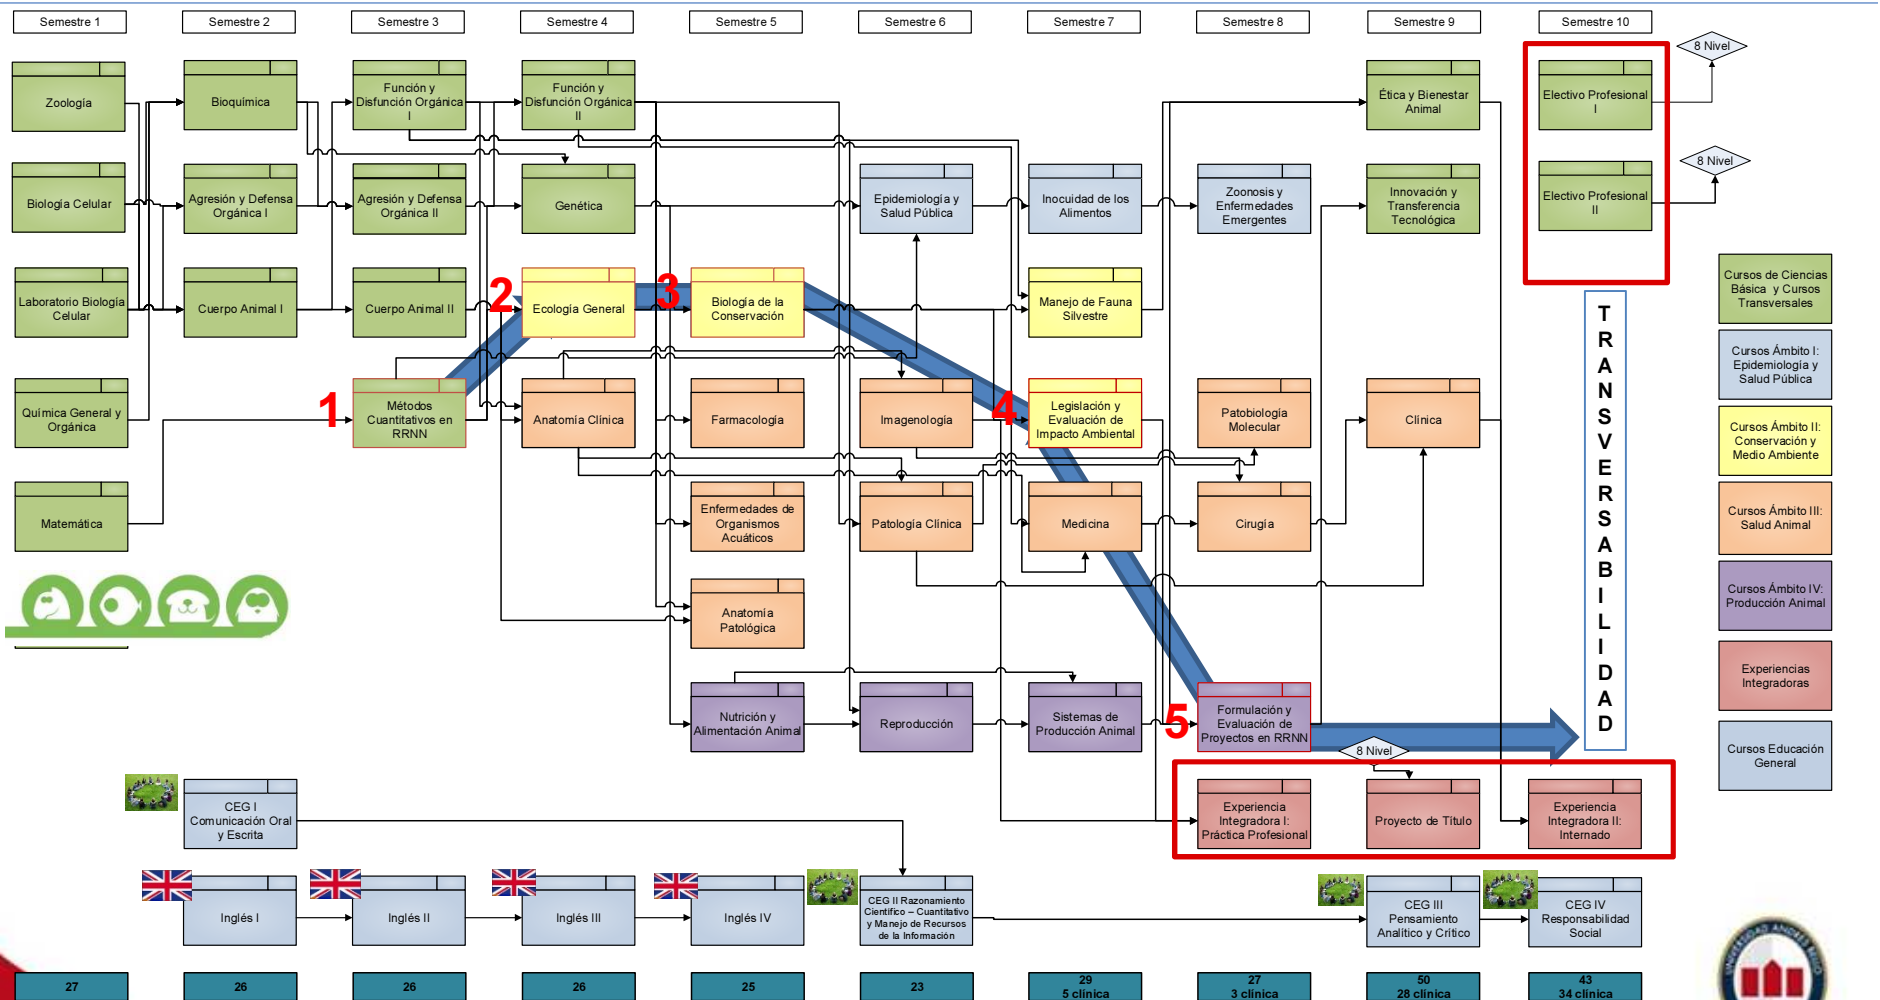 Semestre 1
Semestre 2
Semestre 3
Semestre 4
Semestre 5
Semestre 6
Semestre 7
Semestre 8
Semestre 9
Semestre 10
8 Nivel
Zoología
Bioquímica
Función y
Disfunción Orgánica
I
Función y
Disfunción Orgánica
II
Ética y Bienestar
Animal
Electivo Profesional
I
8 Nivel
Biología Celular
Agresión y Defensa
Orgánica I
Agresión y Defensa
Orgánica II
Genética
Epidemiología y
Salud Pública
Inocuidad de los
Alimentos
Zoonosis y
Enfermedades
Emergentes
Innovación y
Transferencia
Tecnológica
Electivo Profesional
II
Laboratorio Biología
Celular
Cuerpo Animal I
Cuerpo Animal II
2
Ecología General
3
Biología de la
Conservación
Manejo de Fauna
Silvestre
Química General y
Orgánica
1
Métodos
Cuantitativos en
RRNN
Anatomía Clínica
Farmacología
Imagenología
4
Legislación y
Evaluación de
Impacto Ambiental
Patobiología
Molecular
Clínica
Matemática
Enfermedades de
Organismos
Acuáticos
Patología Clínica
Medicina
Cirugía
Anatomía
Patológica
Nutrición y
Alimentación Animal
Reproducción
Sistemas de
Producción Animal
5
Formulación y
Evaluación de
Proyectos en RRNN
8 Nivel
T
R
A
N
S
V
E
R
S
A
B
I
L
I
D
A
D
Cursos de Ciencias
Básica y Cursos
Transversales
Cursos Ámbito I:
Epidemiología y
Salud Pública
Cursos Ámbito II:
Conservación y
Medio Ambiente
Cursos Ámbito III:
Salud Animal
Cursos Ámbito IV:
Producción Animal
Experiencias
Integradoras
Cursos Educación
General
CEG I
Comunicación Oral
y Escrita
Experiencia
Integradora I:
Práctica Profesional
Proyecto de Título
Experiencia
Integradora II:
Internado
Inglés I
Inglés II
Inglés III
Inglés IV
CEG II Razonamiento
Científico – Cuantitativo
y Manejo de Recursos
de la Información
CEG III
Pensamiento
Analítico y Crítico
CEG IV
Responsabilidad
Social
UNIVERSIDAD ANDRES BELLO
27
26
26
26
25
23
29
5 clínica
27
3 clínica
50
28 clínica
43
34 clínica